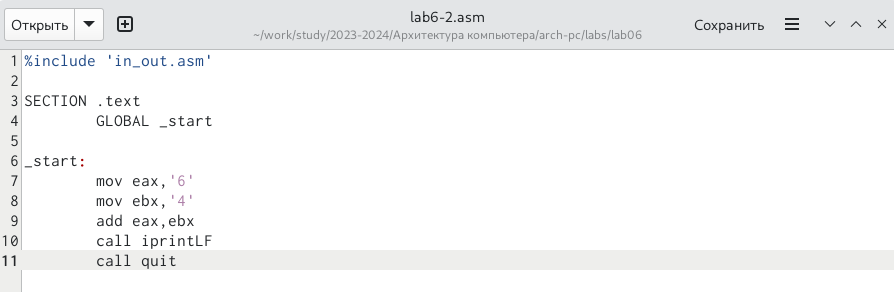 Открыть
lab6-2.asm
~/work/study/2023-2024/Архитектура компьютера/arch-pc/labs/lab06
Сохранить
1 %include 'in_out.asm'
2
3 SECTION .text
4 GLOBAL _start
5
6 _start:
7 mov eax,'6'
8 mov ebx,'4'
9 add eax,ebx
10 call iprintLF
11 call quit